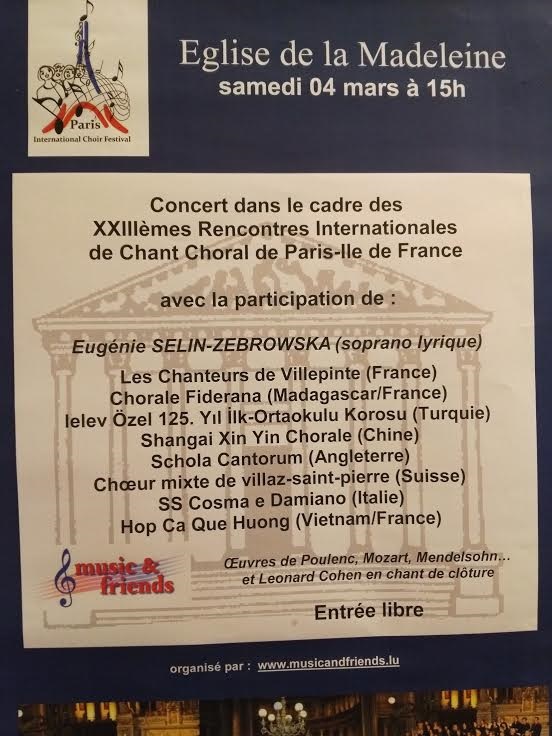 Eglise de la Madeleine
samedi 04 mars à 15h
Paris
International Choir Festival
Concert dans le cadre des
XXIIIèmes Rencontres Internationales
de Chant Choral de Paris-Ile de France
avec la participation de :
Eugénie SELIN-ZEBROWSKA (soprano lyrique)
Les Chanteurs de Villepinte (France)
Chorale Fiderana (Madagascar/France)
Ielev Özel 125. Yıl İlk-Ortaokulu Korosu (Turquie)
Shangai Xin Yin Chorale (Chine)
Schola Cantorum (Angleterre)
Chœur mixte de villaz-saint-pierre (Suisse)
SS Cosma e Damiano (Italie)
Hop Ca Que Huong (Vietnam/France)
music &
friends
Œuvres de Poulenc, Mozart, Mendelsohn...
et Leonard Cohen en chant de clôture
Entrée libre
organisé par : www.musicandfriends.lu